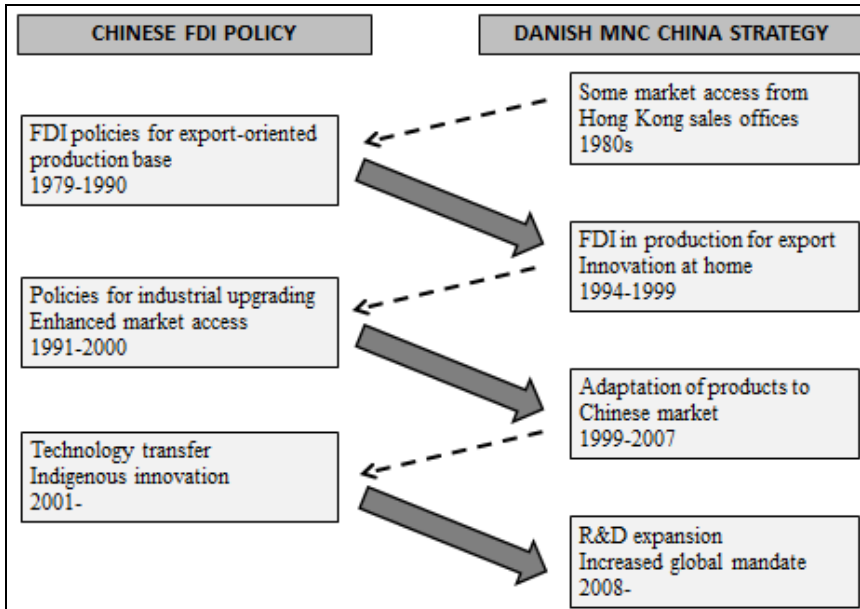 CHINESE FDI POLICY
DANISH MNC CHINA STRATEGY
Some market access from
Hong Kong sales offices
1980s
FDI policies for export-oriented
production base
1979-1990
FDI in production for export
Innovation at home
1994-1999
Policies for industrial upgrading
Enhanced market access
1991-2000
Adaptation of products to
Chinese market
1999-2007
Technology transfer
Indigenous innovation
2001-
R&D expansion
Increased global mandate
2008-